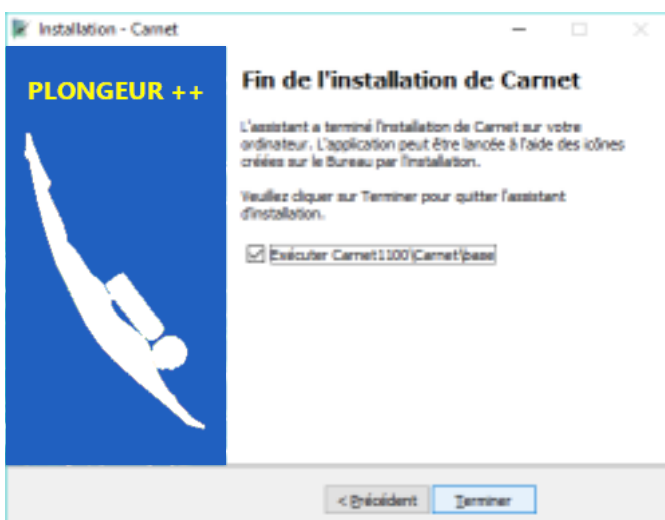 Installation - Carnet
PLONGEUR ++
Fin de l'installation de Carnet
L'assistant a terminé l'installation de Carnet sur votre
ordinateur. L'application peut être lancée à l'aide des icônes
créées sur le Bureau par l'installation.
Veuillez cliquer sur Terminer pour quitter l'assistant
d'installation.
Exécuter Carnet1100\Carnet\base
< Précédent
Terminer